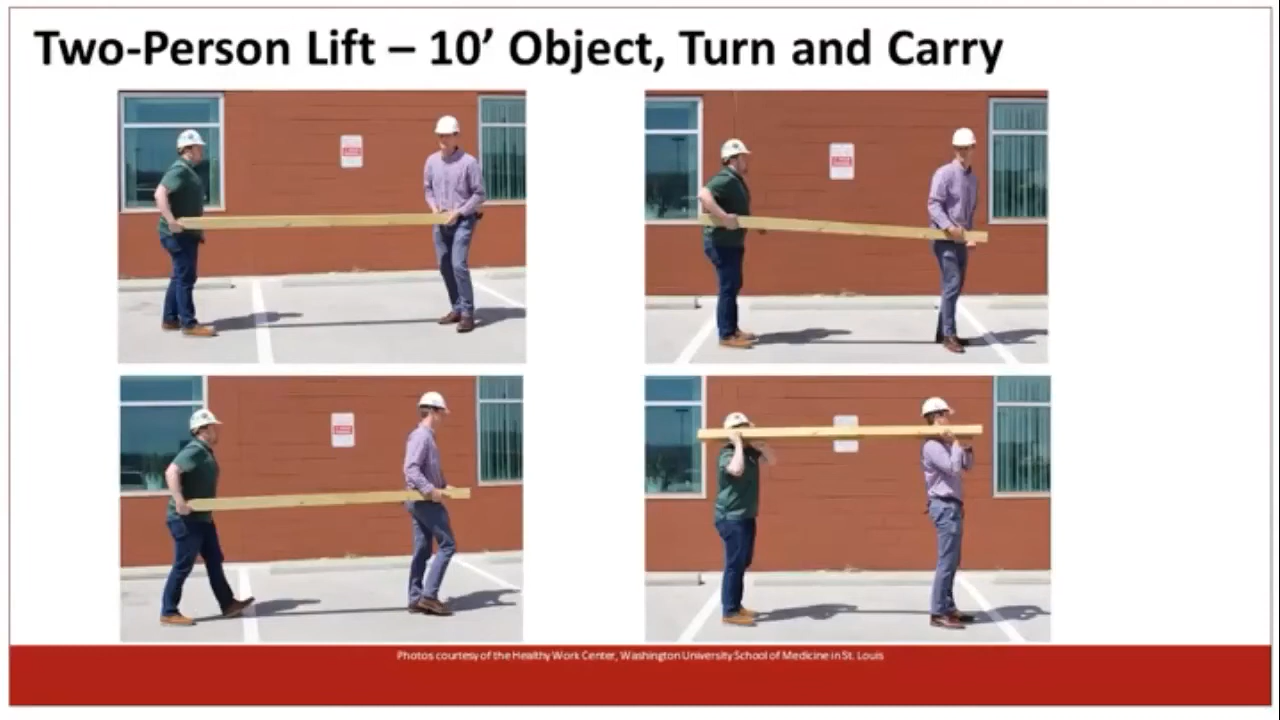 Two-Person Lift – 10’ Object, Turn and Carry
Photos courtesy of the Healthy Work Center, Washington University School of Medicine in St. Louis